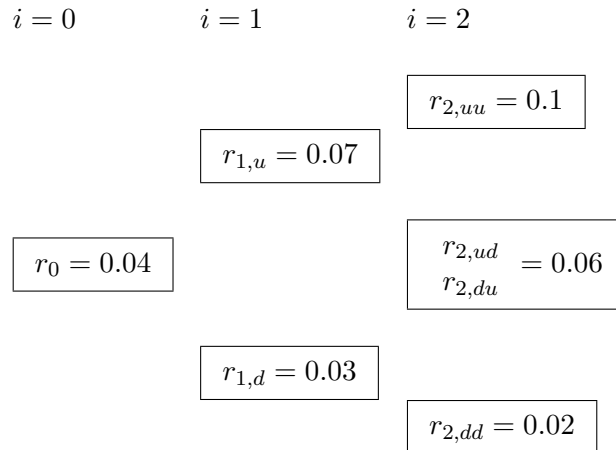 i = 0 i = 1 i = 2
r_{2,uu} = 0.1
r_{1,u} = 0.07
r_0 = 0.04
r_{2,ud}
r_{2,du} = 0.06
r_{1,d} = 0.03
r_{2,dd} = 0.02